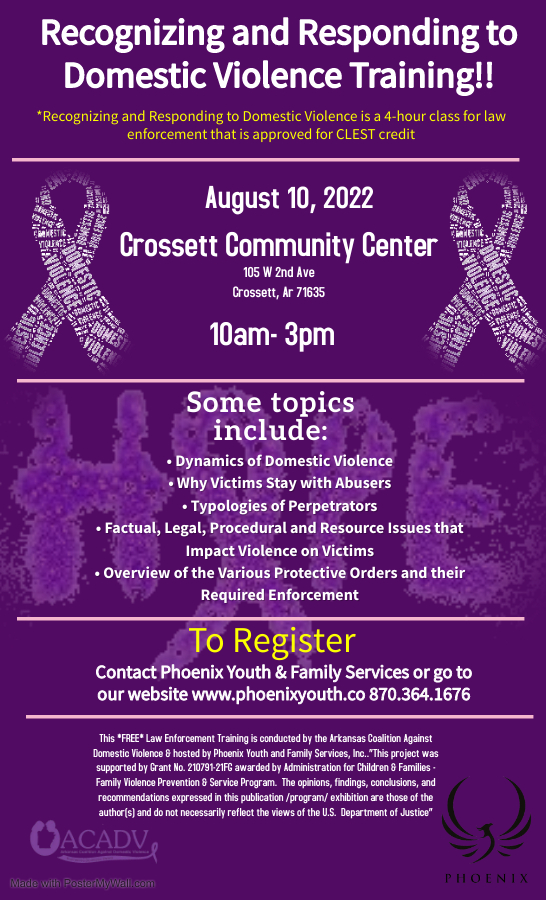 Recognizing and Responding to
Domestic Violence Training!!
*Recognizing and Responding to Domestic Violence is a 4-hour class for law
enforcement that is approved for CLEST credit
August 10, 2022
Crossett Community Center
105 W 2nd Ave
Crossett, Ar 71635
10am- 3pm
HOPE
Some topics
include:
• Dynamics of Domestic Violence
• Why Victims Stay with Abusers
• Typologies of Perpetrators
• Factual, Legal, Procedural and Resource Issues that
Impact Violence on Victims
• Overview of the Various Protective Orders and their
Required Enforcement
To Register
Contact Phoenix Youth & Family Services or go to
our website www.phoenixyouth.co 870.364.1676
This *FREE* Law Enforcement Training is conducted by the Arkansas Coalition Against
Domestic Violence & hosted by Phoenix Youth and Family Services, Inc.."This project was
supported by Grant No. 210791-21FG awarded by Administration for Children & Families -
Family Violence Prevention & Service Program. The opinions, findings, conclusions, and
recommendations expressed in this publication /program/ exhibition are those of the
author(s) and do not necessarily reflect the views of the U.S. Department of Justice"
ACADV
Arkansas Coalition Against Domestic Violence
PHOENIX
Made with PosterMyWall.com